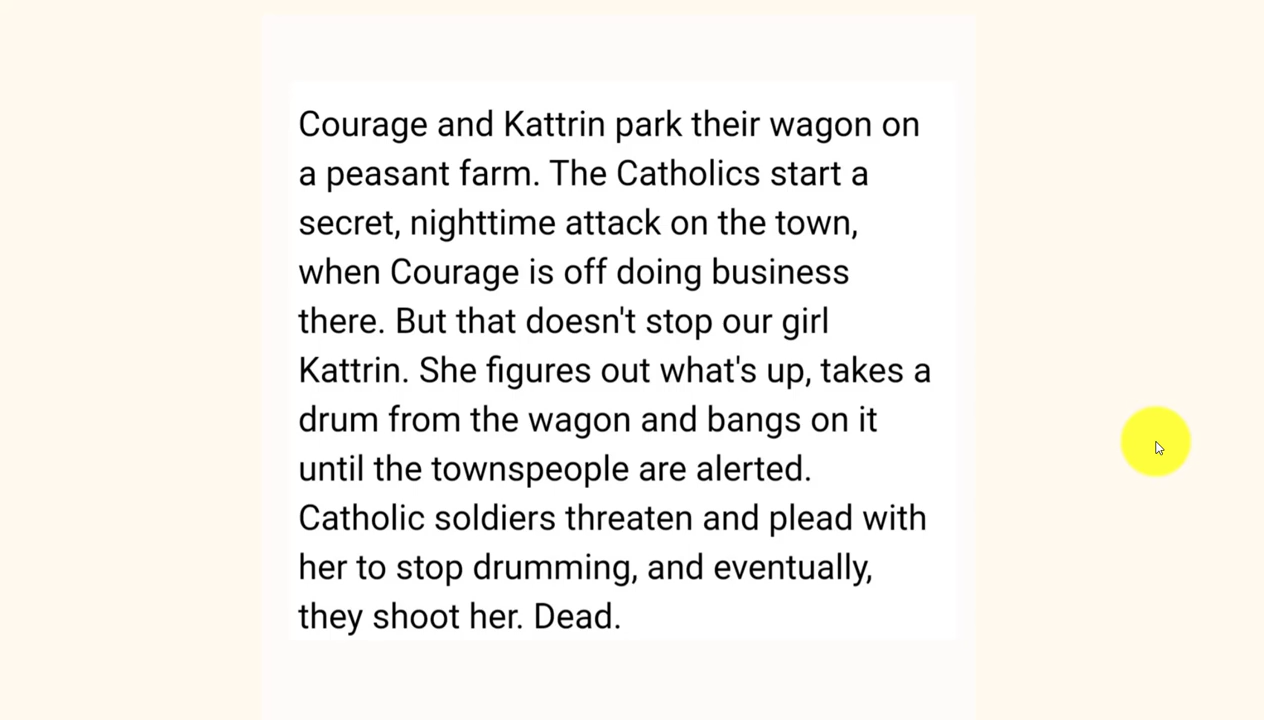 Courage and Kattrin park their wagon on
a peasant farm. The Catholics start a
secret, nighttime attack on the town,
when Courage is off doing business
there. But that doesn't stop our girl
Kattrin. She figures out what's up, takes a
drum from the wagon and bangs on it
until the townspeople are alerted.
Catholic soldiers threaten and plead with
her to stop drumming, and eventually,
they shoot her. Dead.